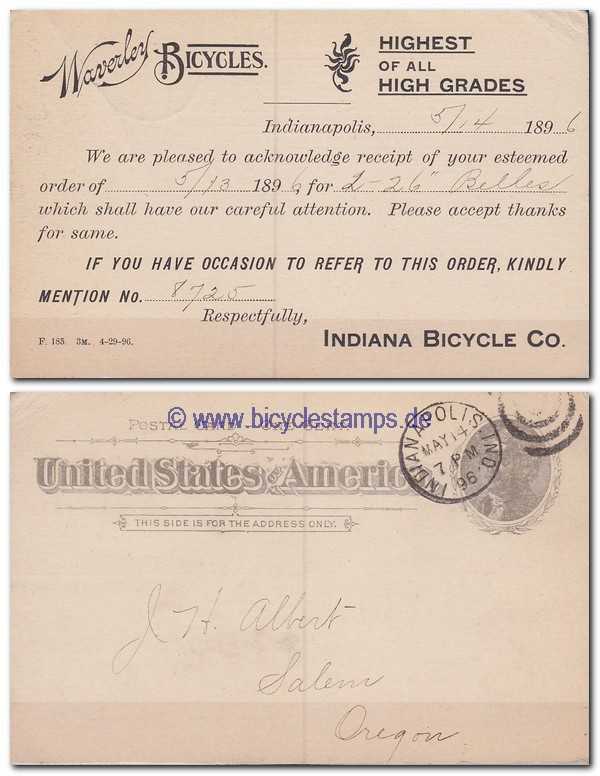 Waverley Bicycles.
HIGHEST
OF ALL
HIGH GRADES
Indianapolis, 5/14 1896
We are pleased to acknowledge receipt of your esteemed
order of 5/13 1896 for 2-26" Belles
which shall have our careful attention. Please accept thanks
for same.
IF YOU HAVE OCCASION TO REFER TO THIS ORDER, KINDLY
MENTION No. 8725
Respectfully,
INDIANA BICYCLE CO.
F. 185. 3M. 4-29-96.
© www.bicyclestamps.de
POSTAL CARD ONE CENT.
United States of America
THIS SIDE IS FOR THE ADDRESS ONLY.
INDIANAPOLIS, IND.
MAY 14
7 PM
96
J. H. Albert
Salem
Oregon.